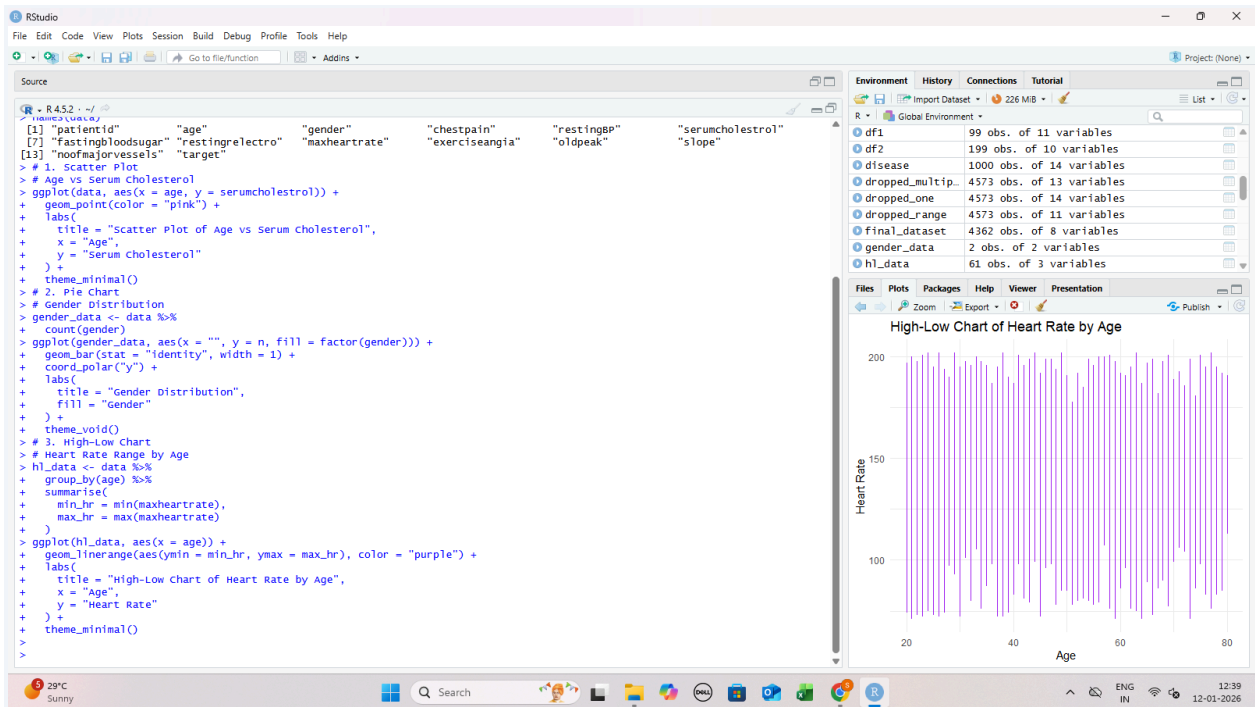 RStudio
File Edit Code View Plots Session Build Debug Profile Tools Help
Go to file/function Addins
Project: (None)
Source
R 4.5.2 · ~/
> names(data)
[1] "patientid" "age" "gender" "chestpain" "restingBP" "serumcholestrol"
[7] "fastingbloodsugar" "restingrelectro" "maxheartrate" "exerciseangia" "oldpeak" "slope"
[13] "noofmajorvessels" "target"
> # 1. Scatter Plot
> # Age vs Serum Cholesterol
> ggplot(data, aes(x = age, y = serumcholestrol)) +
+ geom_point(color = "pink") +
+ labs(
+ title = "Scatter Plot of Age vs Serum Cholesterol",
+ x = "Age",
+ y = "Serum Cholesterol"
+ ) +
+ theme_minimal()
> # 2. Pie Chart
> # Gender Distribution
> gender_data <- data %>%
+ count(gender)
> ggplot(gender_data, aes(x = "", y = n, fill = factor(gender))) +
+ geom_bar(stat = "identity", width = 1) +
+ coord_polar("y") +
+ labs(
+ title = "Gender Distribution",
+ fill = "Gender"
+ ) +
+ theme_void()
> # 3. High-Low Chart
> # Heart Rate Range by Age
> hl_data <- data %>%
+ group_by(age) %>%
+ summarise(
+ min_hr = min(maxheartrate),
+ max_hr = max(maxheartrate)
+ )
> ggplot(hl_data, aes(x = age)) +
+ geom_linerange(aes(ymin = min_hr, ymax = max_hr), color = "purple") +
+ labs(
+ title = "High-Low Chart of Heart Rate by Age",
+ x = "Age",
+ y = "Heart Rate"
+ ) +
+ theme_minimal()
>
>
Environment History Connections Tutorial
Import Dataset 226 MiB List
R Global Environment
df1 99 obs. of 11 variables
df2 199 obs. of 10 variables
disease 1000 obs. of 14 variables
dropped_multip… 4573 obs. of 13 variables
dropped_one 4573 obs. of 14 variables
dropped_range 4573 obs. of 11 variables
final_dataset 4362 obs. of 8 variables
gender_data 2 obs. of 2 variables
hl_data 61 obs. of 3 variables
Files Plots Packages Help Viewer Presentation
Zoom Export Publish
High-Low Chart of Heart Rate by Age
200
150
100
Heart Rate
20 40 60 80
Age
5
29°C
Sunny
Search
DELL
S
R
ENG
IN
12:39
12-01-2026